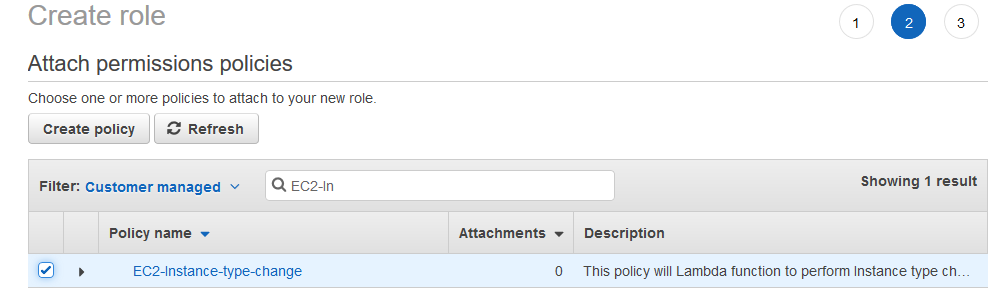 Create role
1 2 3
Attach permissions policies
Choose one or more policies to attach to your new role.
Create policy Refresh
Filter: Customer managed EC2-In Showing 1 result
Policy name Attachments Description
EC2-Instance-type-change 0 This policy will Lambda function to perform Instance type ch...